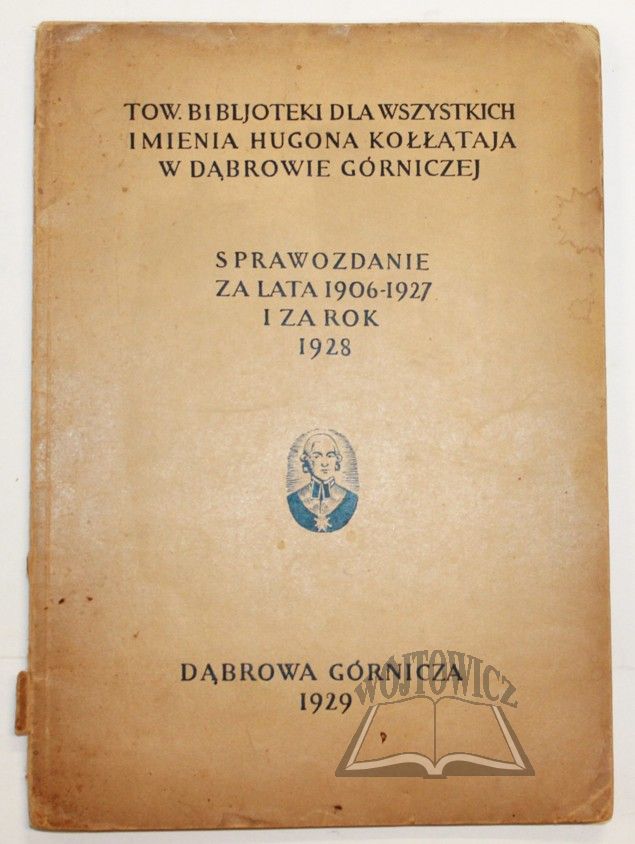 TOW. BIBLJOTEKI DLA WSZYSTKICH
IMIENIA HUGONA KOŁŁĄTAJA
W DĄBROWIE GÓRNICZEJ
SPRAWOZDANIE
ZA LATA 1906-1927
I ZA ROK
1928
DĄBROWA GÓRNICZA
1929
WÓJTOWICZ